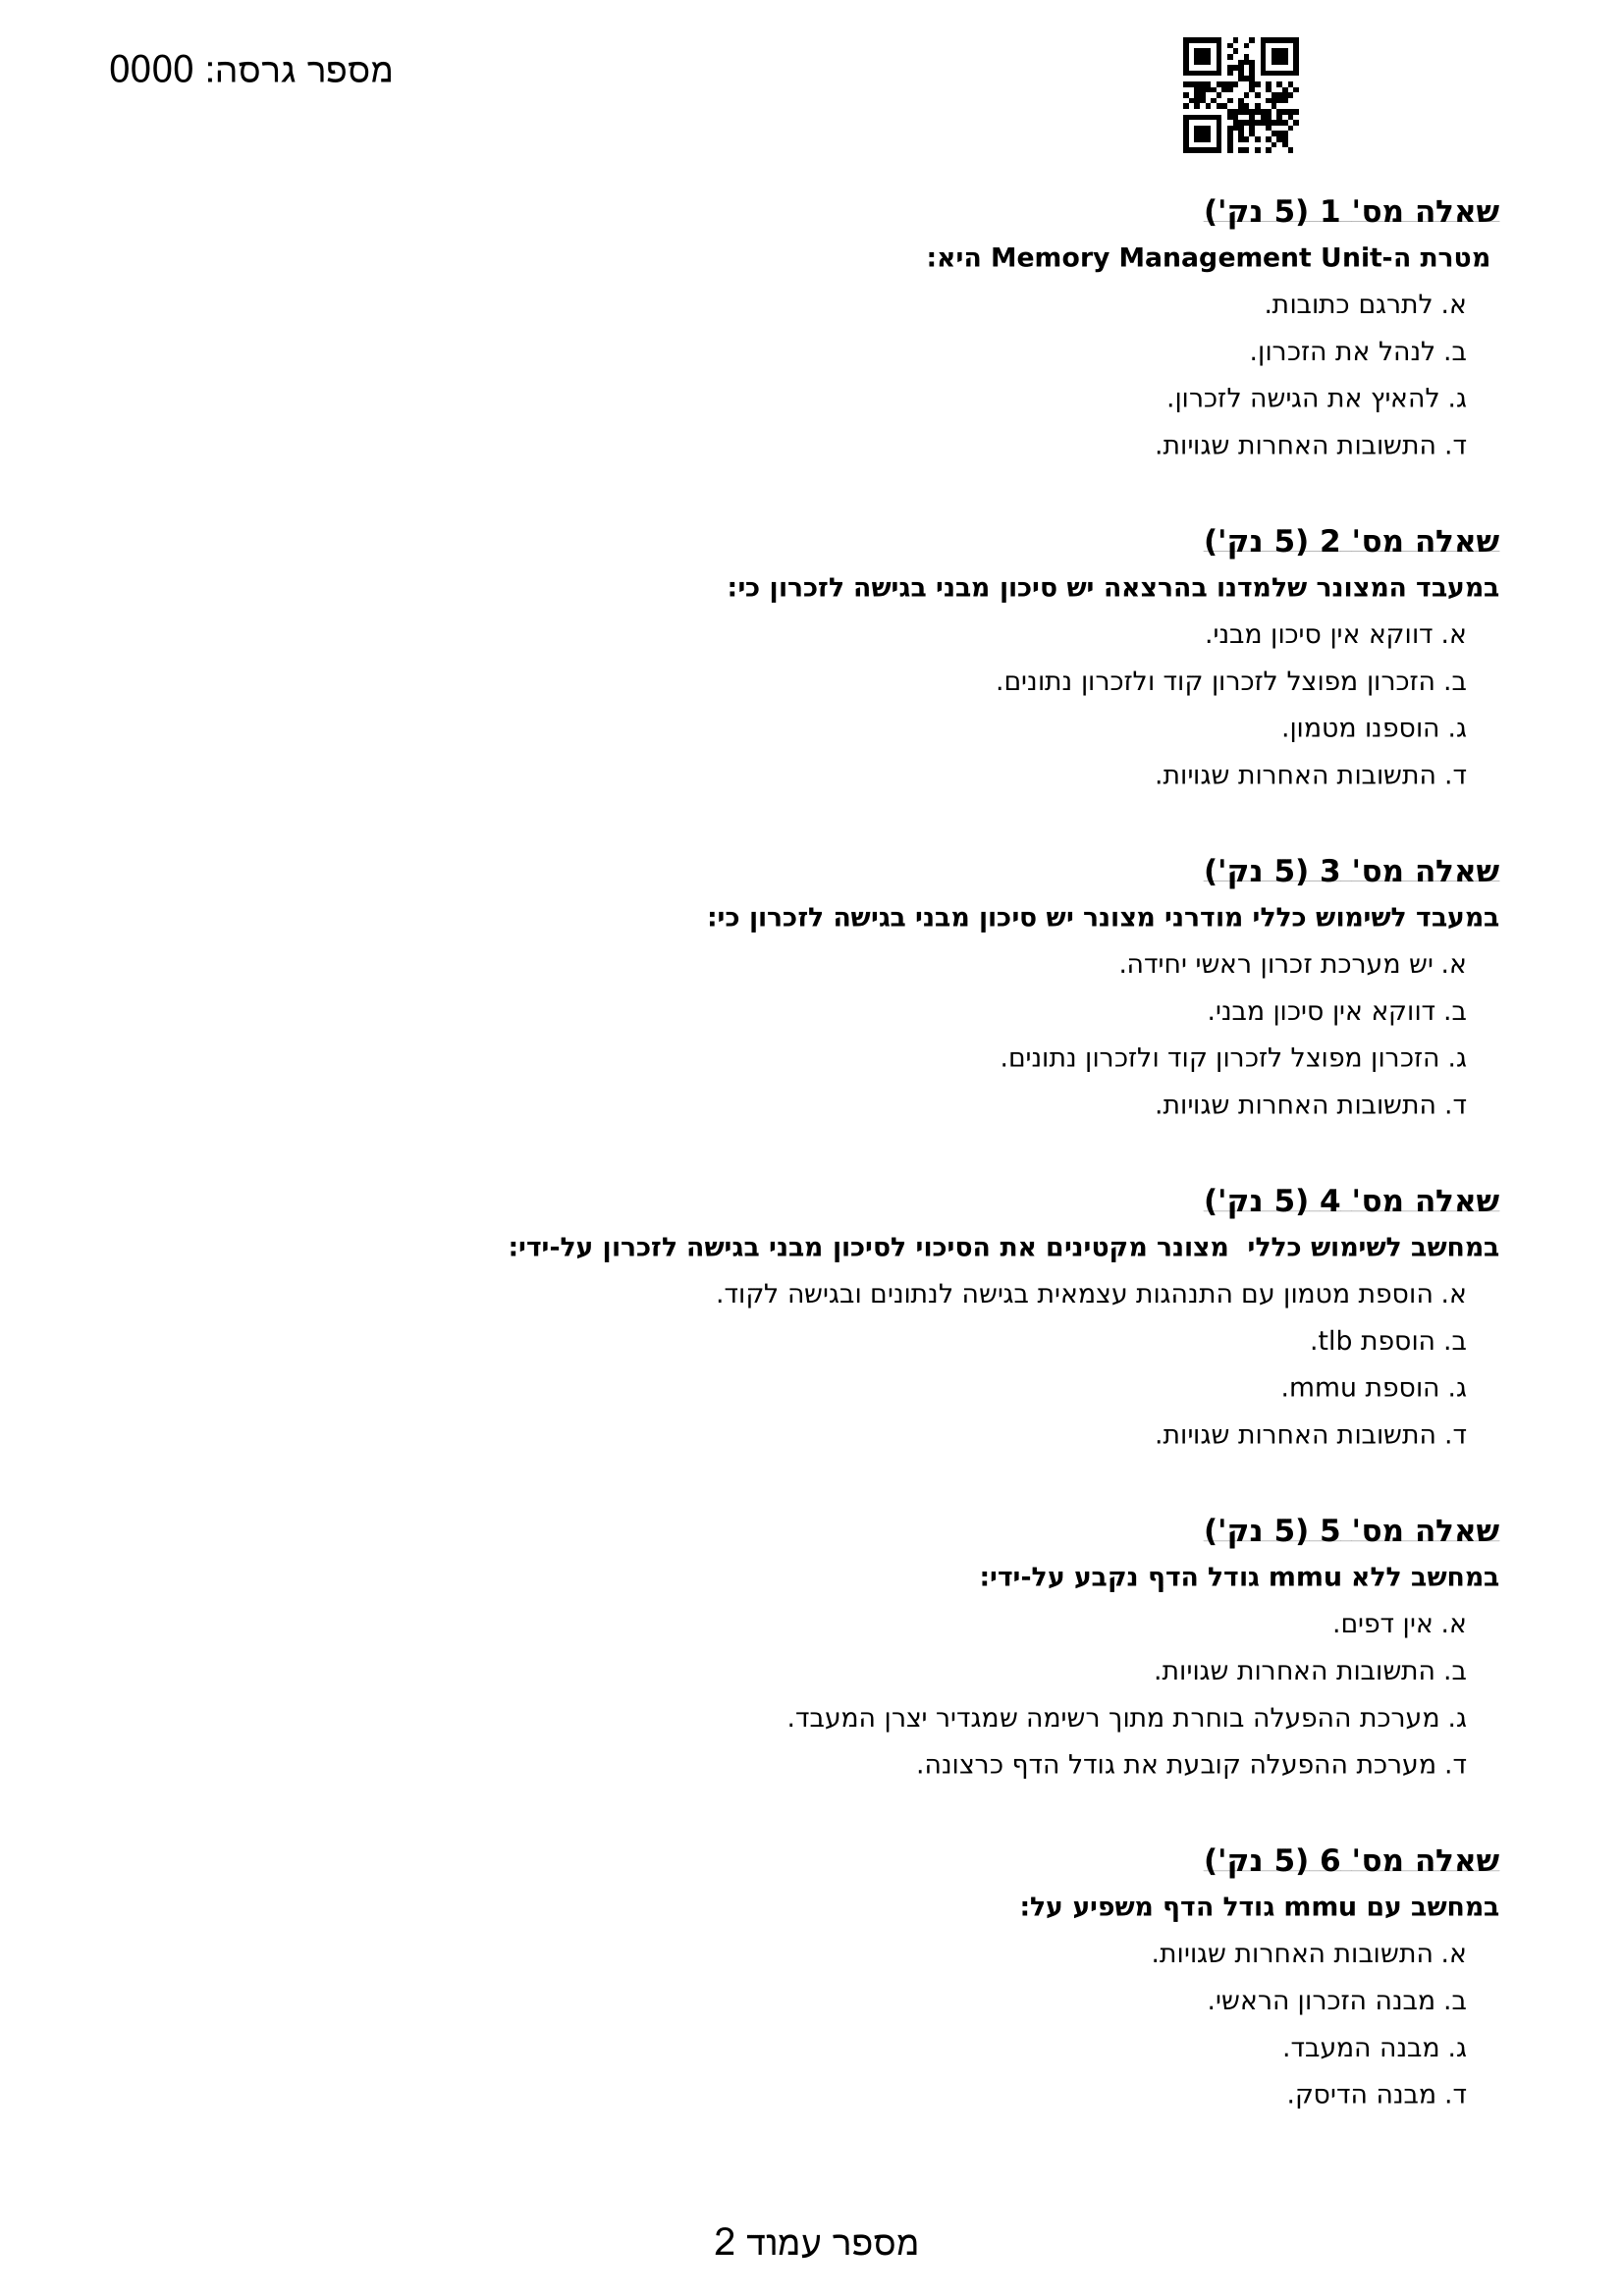 מספר גרסה: 0000
שאלה מס' 1 (5 נק')
מטרת ה-Memory Management Unit היא:
א. לתרגם כתובות.
ב. לנהל את הזכרון.
ג. להאיץ את הגישה לזכרון.
ד. התשובות האחרות שגויות.
שאלה מס' 2 (5 נק')
במעבד המצונר שלמדנו בהרצאה יש סיכון מבני בגישה לזכרון כי:
א. דווקא אין סיכון מבני.
ב. הזכרון מפוצל לזכרון קוד ולזכרון נתונים.
ג. הוספנו מטמון.
ד. התשובות האחרות שגויות.
שאלה מס' 3 (5 נק')
במעבד לשימוש כללי מודרני מצונר יש סיכון מבני בגישה לזכרון כי:
א. יש מערכת זכרון ראשי יחידה.
ב. דווקא אין סיכון מבני.
ג. הזכרון מפוצל לזכרון קוד ולזכרון נתונים.
ד. התשובות האחרות שגויות.
שאלה מס' 4 (5 נק')
במחשב לשימוש כללי  מצונר מקטינים את הסיכוי לסיכון מבני בגישה לזכרון על-ידי:
א. הוספת מטמון עם התנהגות עצמאית בגישה לנתונים ובגישה לקוד.
ב. הוספת tlb.
ג. הוספת mmu.
ד. התשובות האחרות שגויות.
שאלה מס' 5 (5 נק')
במחשב ללא mmu גודל הדף נקבע על-ידי:
א. אין דפים.
ב. התשובות האחרות שגויות.
ג. מערכת ההפעלה בוחרת מתוך רשימה שמגדיר יצרן המעבד.
ד. מערכת ההפעלה קובעת את גודל הדף כרצונה.
שאלה מס' 6 (5 נק')
במחשב עם mmu גודל הדף משפיע על:
א. התשובות האחרות שגויות.
ב. מבנה הזכרון הראשי.
ג. מבנה המעבד.
ד. מבנה הדיסק.
מספר עמוד 2